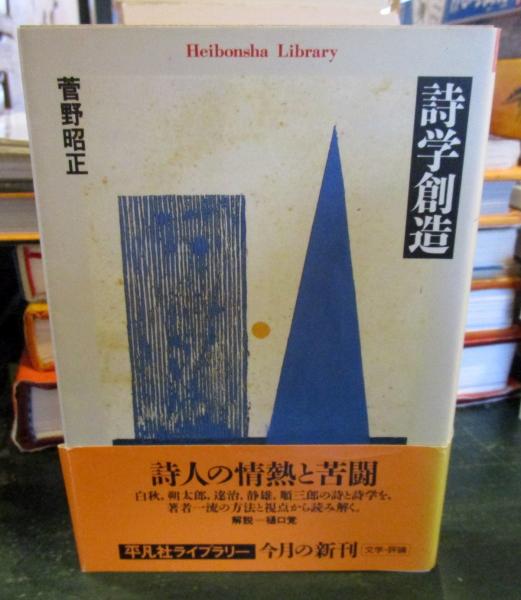 Heibonsha Library
詩学創造
菅野昭正
詩人の情熱と苦闘
白秋、朔太郎、達治、静雄、順三郎の詩と詩学を、
著者一流の方法と視点から読み解く。
解説─樋口覚
平凡社ライブラリー 今月の新刊 文学・評論